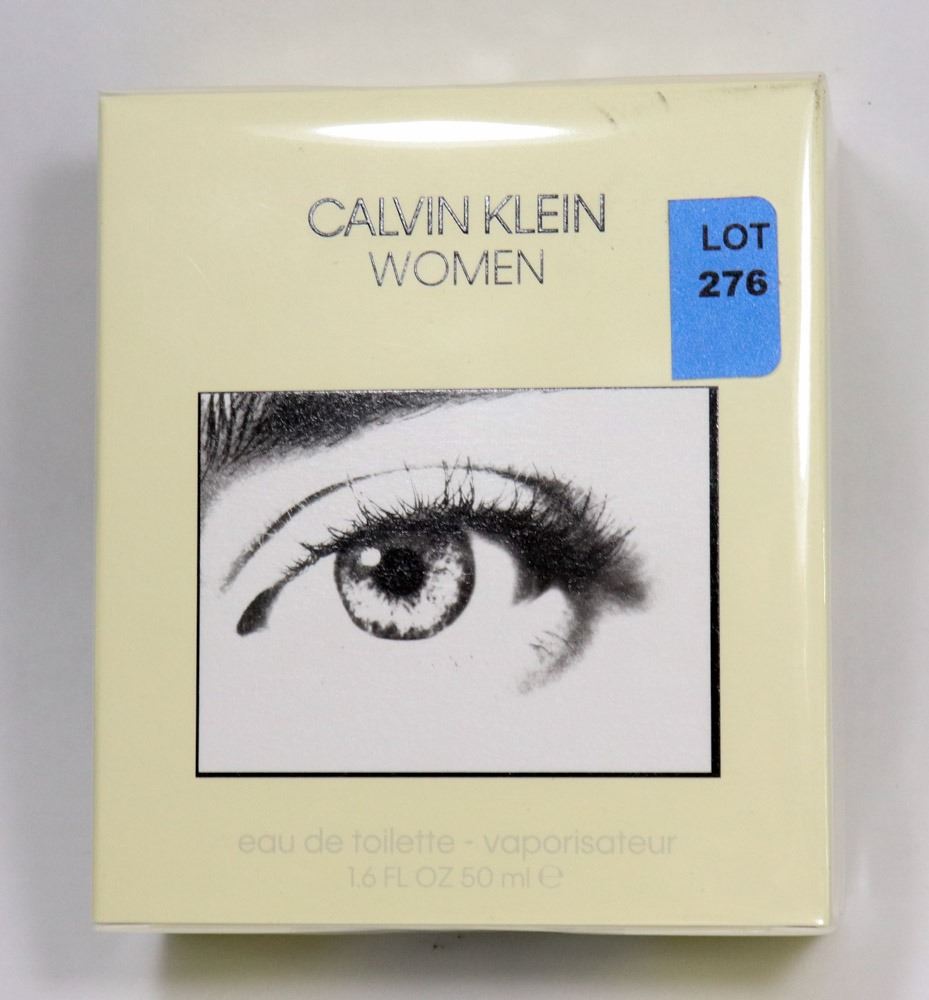 CALVIN KLEIN
WOMEN
LOT
276
eau de toilette - vaporisateur
1.6 FL OZ 50 ml ℮